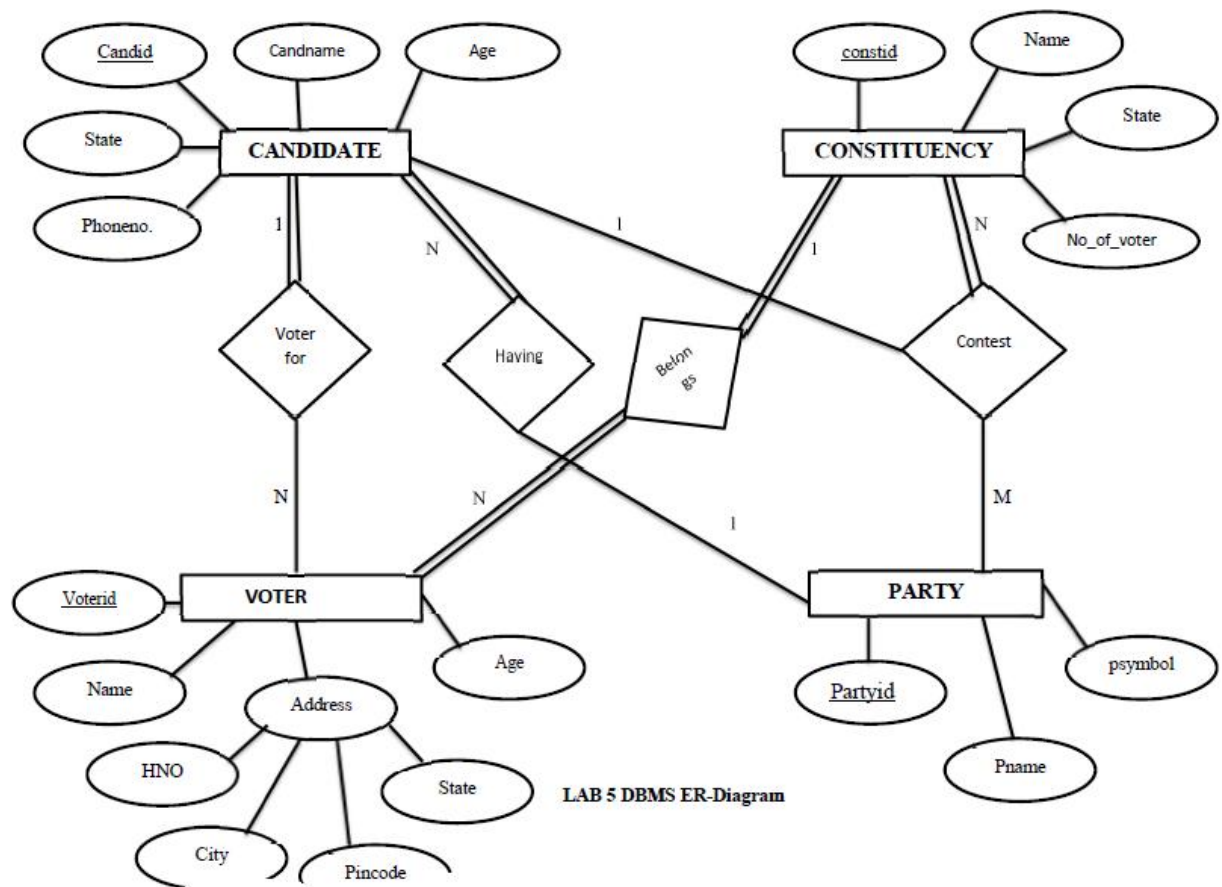 Candid
Candname
Age
constid
Name
State
CANDIDATE
CONSTITUENCY
State
Phoneno.
No_of_voter
1
N
1
1
N
Voter
for
Having
Belon
gs
Contest
N
N
1
M
Voterid
VOTER
PARTY
Name
Address
Age
Partyid
psymbol
HNO
State
Pname
LAB 5 DBMS ER-Diagram
City
Pincode